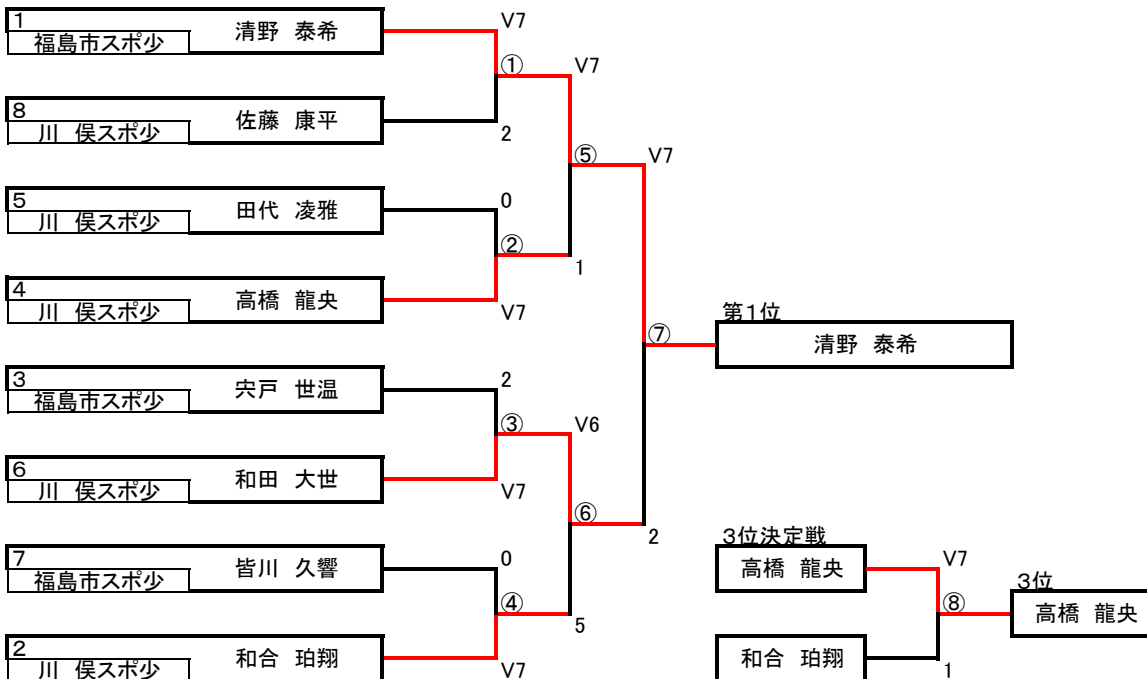 1
清野　泰希
福島市スポ少
V7
①
V7
8
佐藤　康平
川　俣スポ少
2
⑤
V7
5
田代　凌雅
川　俣スポ少
0
②
1
4
高橋　龍央
川　俣スポ少
V7
第1位
⑦
清野　泰希
3
宍戸　世温
福島市スポ少
2
③
V6
6
和田　大世
川　俣スポ少
V7
⑥
2
7
皆川　久響
福島市スポ少
0
④
5
2
和合　珀翔
川　俣スポ少
V7
3位決定戦
高橋　龍央
V7
⑧
3位
高橋　龍央
和合　珀翔
1